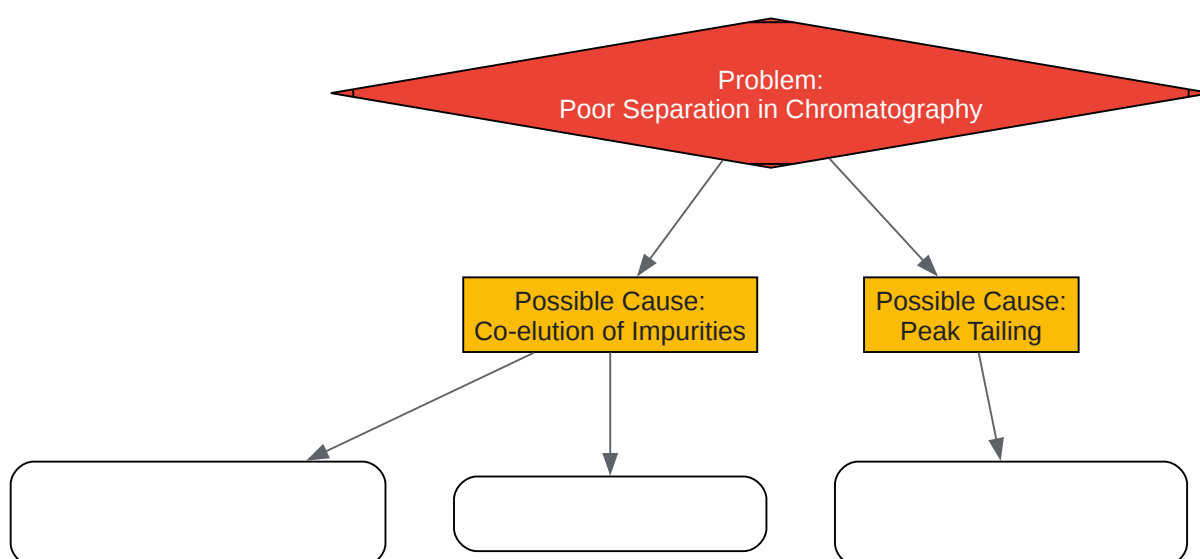 Problem:
Poor Separation in Chromatography
Possible Cause:
Co-elution of Impurities
Possible Cause:
Peak Tailing